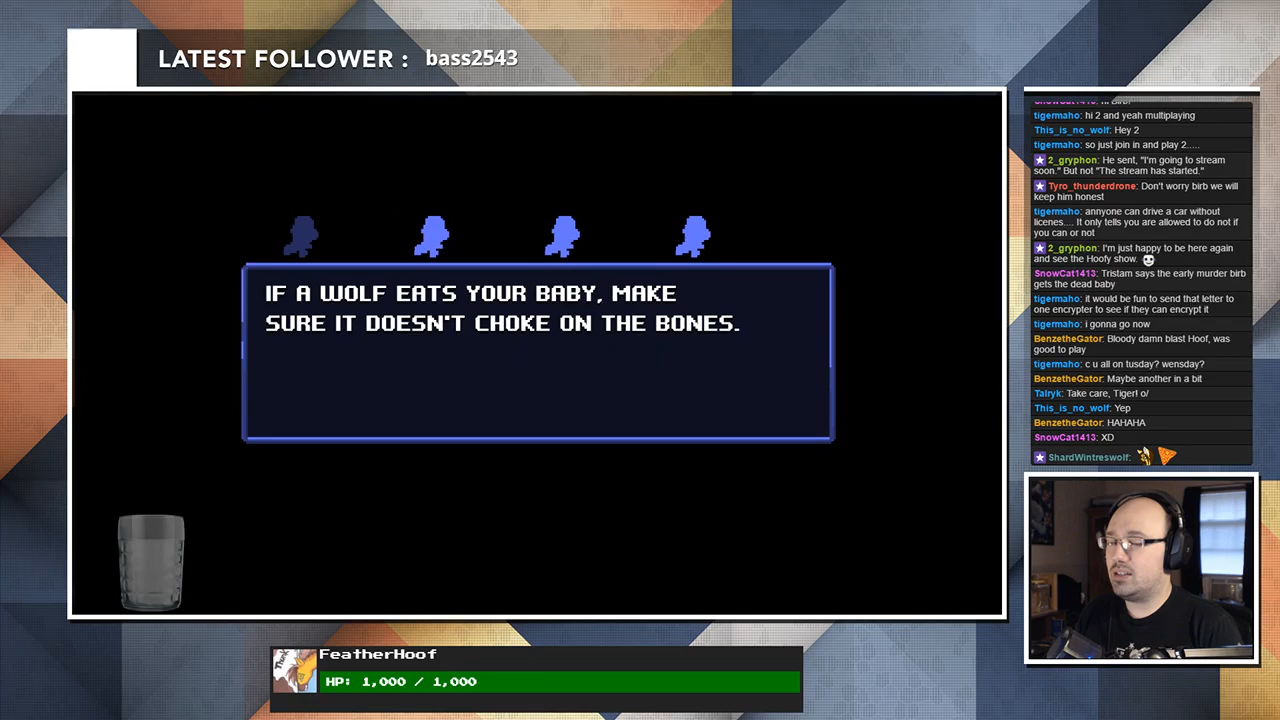 LATEST FOLLOWER : bass2543
IF A WOLF EATS YOUR BABY, MAKE
SURE IT DOESN'T CHOKE ON THE BONES.
tigermaho: hi 2 and yeah multiplaying
This_is_no_wolf: Hey 2
tigermaho: so just join in and play 2.....
2_gryphon: He sent, "I'm going to stream
soon." But not "The stream has started."
Tyro_thunderdrone: Don't worry birb we will
keep him honest
tigermaho: annyone can drive a car without
licenes.... It only tells you are allowed to do not if
you can or not
2_gryphon: I'm just happy to be here again
and see the Hoofy show.
SnowCat1413: Tristam says the early murder birb
gets the dead baby
tigermaho: it would be fun to send that letter to
one encrypter to see if they can encrypt it
tigermaho: i gonna go now
BenzetheGator: Bloody damn blast Hoof, was
good to play
tigermaho: c u all on tusday? wensday?
BenzetheGator: Maybe another in a bit
Talryk: Take care, Tiger! o/
This_is_no_wolf: Yep
BenzetheGator: HAHAHA
SnowCat1413: XD
ShardWintreswolf:
FeatherHoof
HP: 1,000 / 1,000